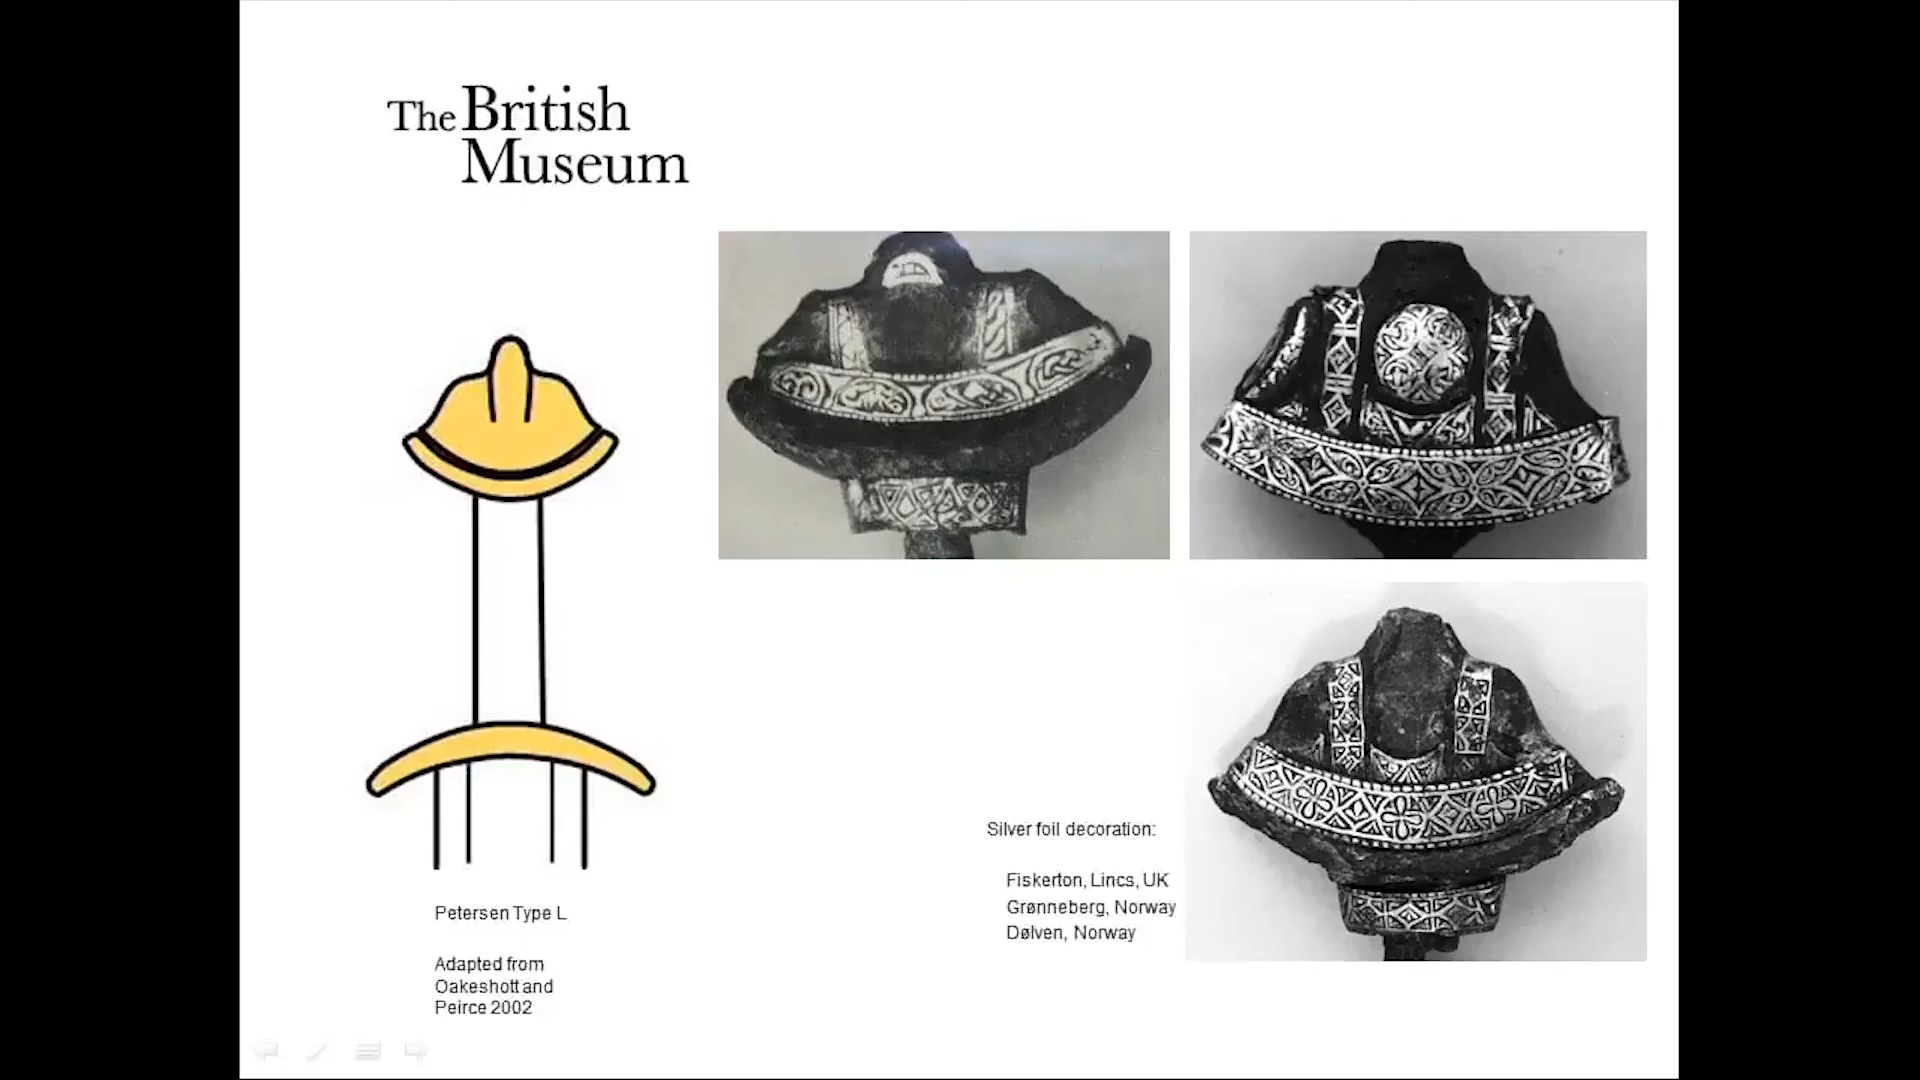 The British
Museum
Silver foil decoration:
Fiskerton, Lincs, UK
Grønneberg, Norway
Dølven, Norway
Petersen Type L
Adapted from
Oakeshott and
Peirce 2002